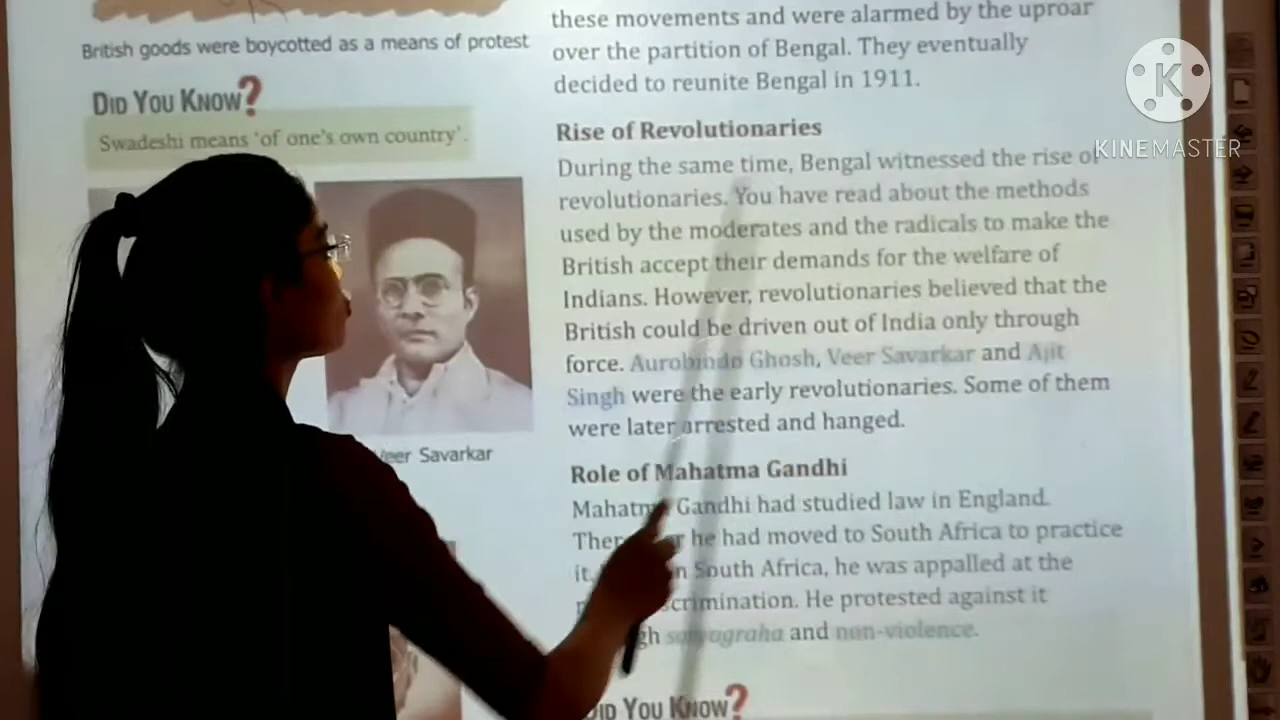 British goods were boycotted as a means of protest
DID YOU KNOW?
Swadeshi means 'of one's own country'.
Veer Savarkar
these movements and were alarmed by the uproar
over the partition of Bengal. They eventually
decided to reunite Bengal in 1911.
Rise of Revolutionaries
During the same time, Bengal witnessed the rise of
revolutionaries. You have read about the methods
used by the moderates and the radicals to make the
British accept their demands for the welfare of
Indians. However, revolutionaries believed that the
British could be driven out of India only through
force. Aurobindo Ghosh, Veer Savarkar and Ajit
Singh were the early revolutionaries. Some of them
were later arrested and hanged.
Role of Mahatma Gandhi
Mahatma Gandhi had studied law in England.
he had moved to South Africa to practice
it. South Africa, he was appalled at the
He protested against it
satyagraha and non-violence.
DID YOU KNOW?
K
KINEMASTER